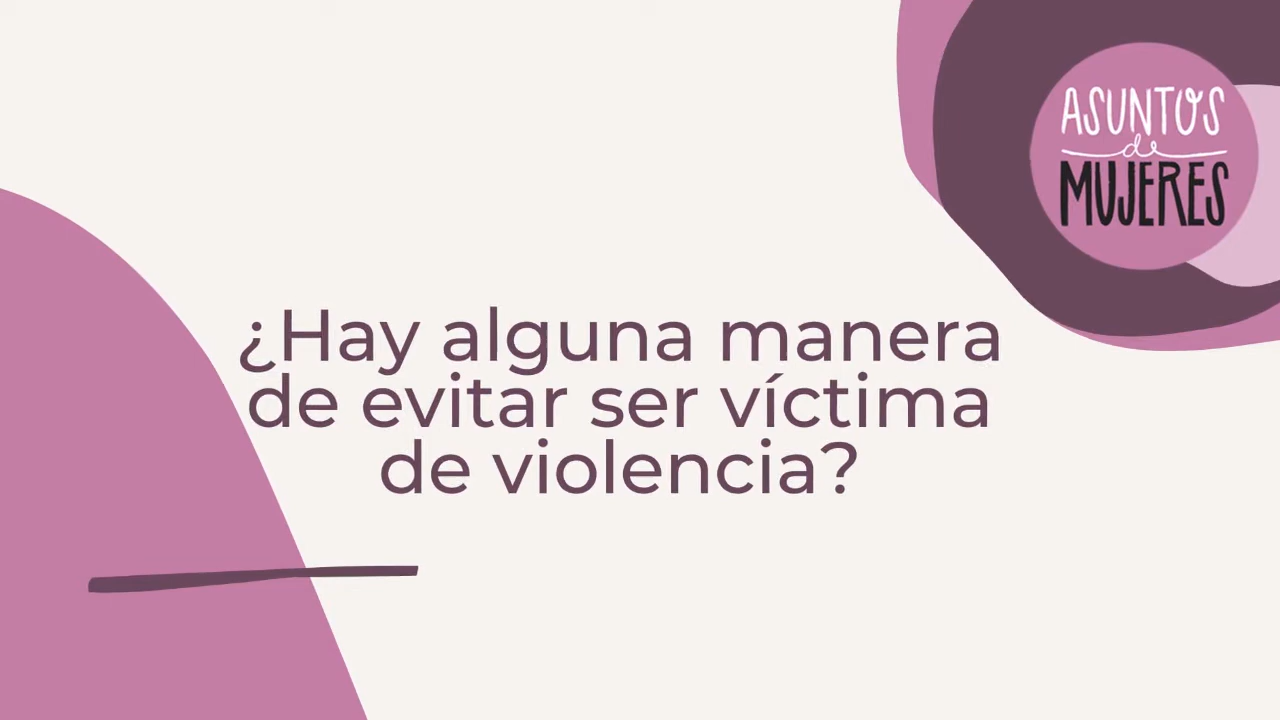 ASUNTOS
de
MUJERES
¿Hay alguna manera
de evitar ser víctima
de violencia?